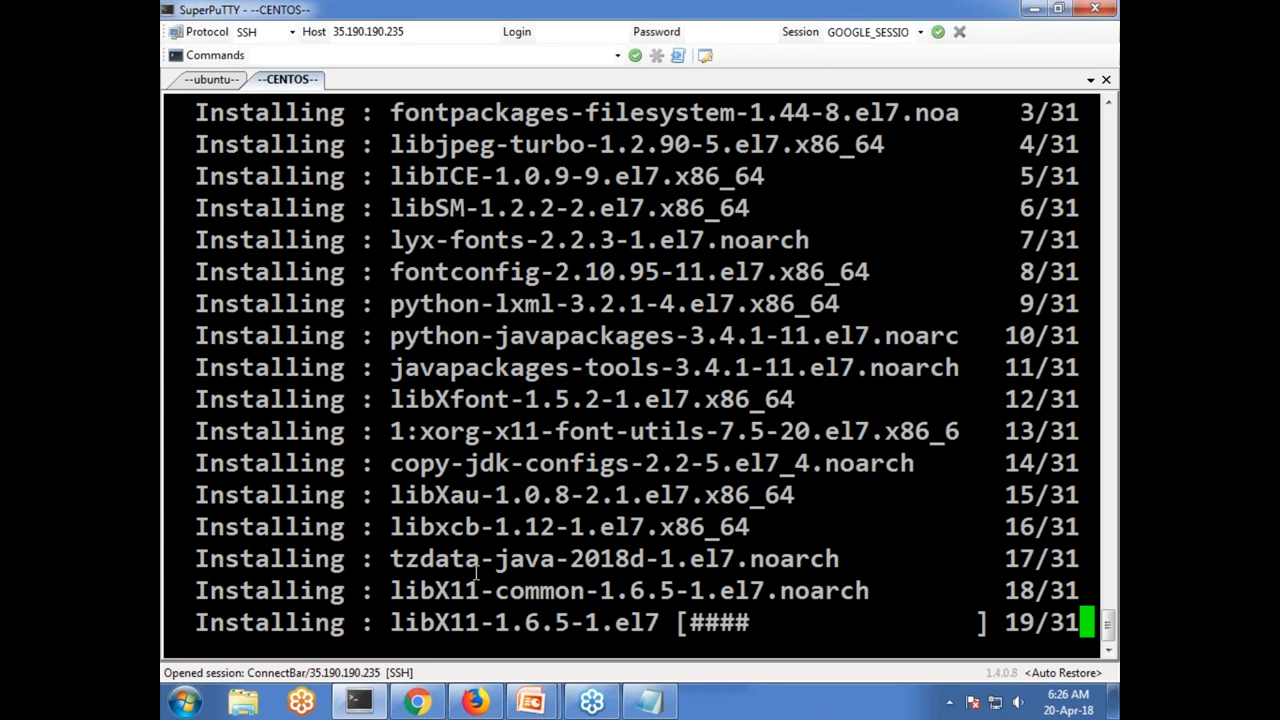 SuperPuTTY - --CENTOS--
Protocol SSH Host 35.190.190.235 Login Password Session GOOGLE_SESSIO
Commands
--ubuntu-- --CENTOS--
Installing : fontpackages-filesystem-1.44-8.el7.noa 3/31
Installing : libjpeg-turbo-1.2.90-5.el7.x86_64 4/31
Installing : libICE-1.0.9-9.el7.x86_64 5/31
Installing : libSM-1.2.2-2.el7.x86_64 6/31
Installing : lyx-fonts-2.2.3-1.el7.noarch 7/31
Installing : fontconfig-2.10.95-11.el7.x86_64 8/31
Installing : python-lxml-3.2.1-4.el7.x86_64 9/31
Installing : python-javapackages-3.4.1-11.el7.noarc 10/31
Installing : javapackages-tools-3.4.1-11.el7.noarch 11/31
Installing : libXfont-1.5.2-1.el7.x86_64 12/31
Installing : 1:xorg-x11-font-utils-7.5-20.el7.x86_6 13/31
Installing : copy-jdk-configs-2.2-5.el7_4.noarch 14/31
Installing : libXau-1.0.8-2.1.el7.x86_64 15/31
Installing : libxcb-1.12-1.el7.x86_64 16/31
Installing : tzdata-java-2018d-1.el7.noarch 17/31
Installing : libX11-common-1.6.5-1.el7.noarch 18/31
Installing : libX11-1.6.5-1.el7 [#### ] 19/31
Opened session: ConnectBar/35.190.190.235 [SSH] 1.4.0.8 <Auto Restore>
6:26 AM
20-Apr-18